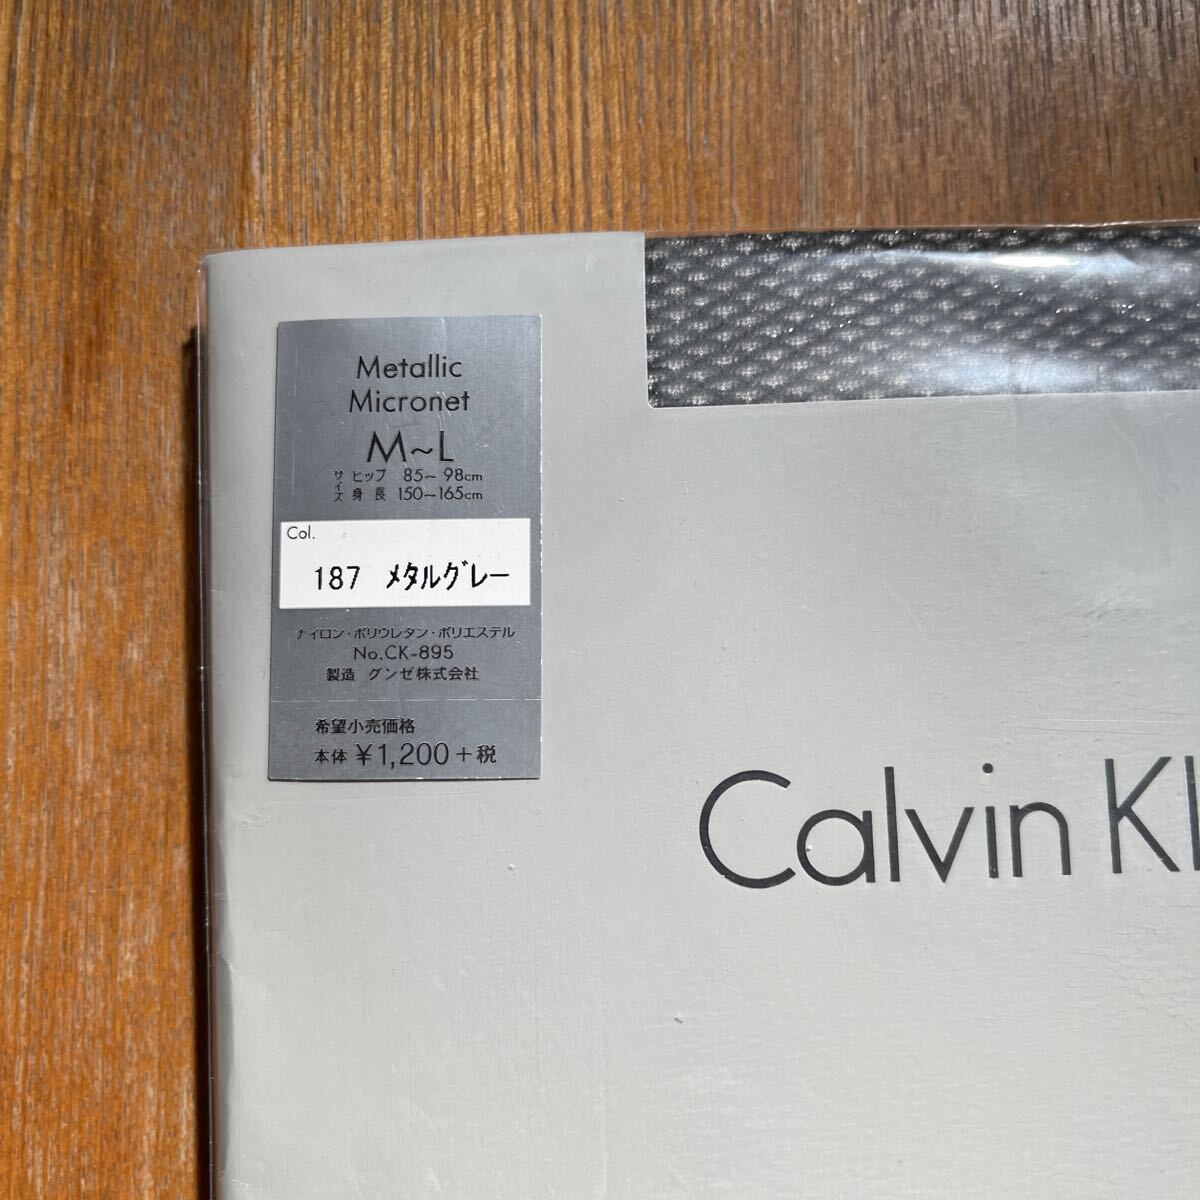 Metallic
Micronet
M~L
サイズ ヒップ 85~98cm
身長 150~165cm
Col.
187 メタルグレー
ナイロン・ポリウレタン・ポリエステル
No.CK-895
製造 グンゼ株式会社
希望小売価格
本体 ¥1,200+税
Calvin Kl